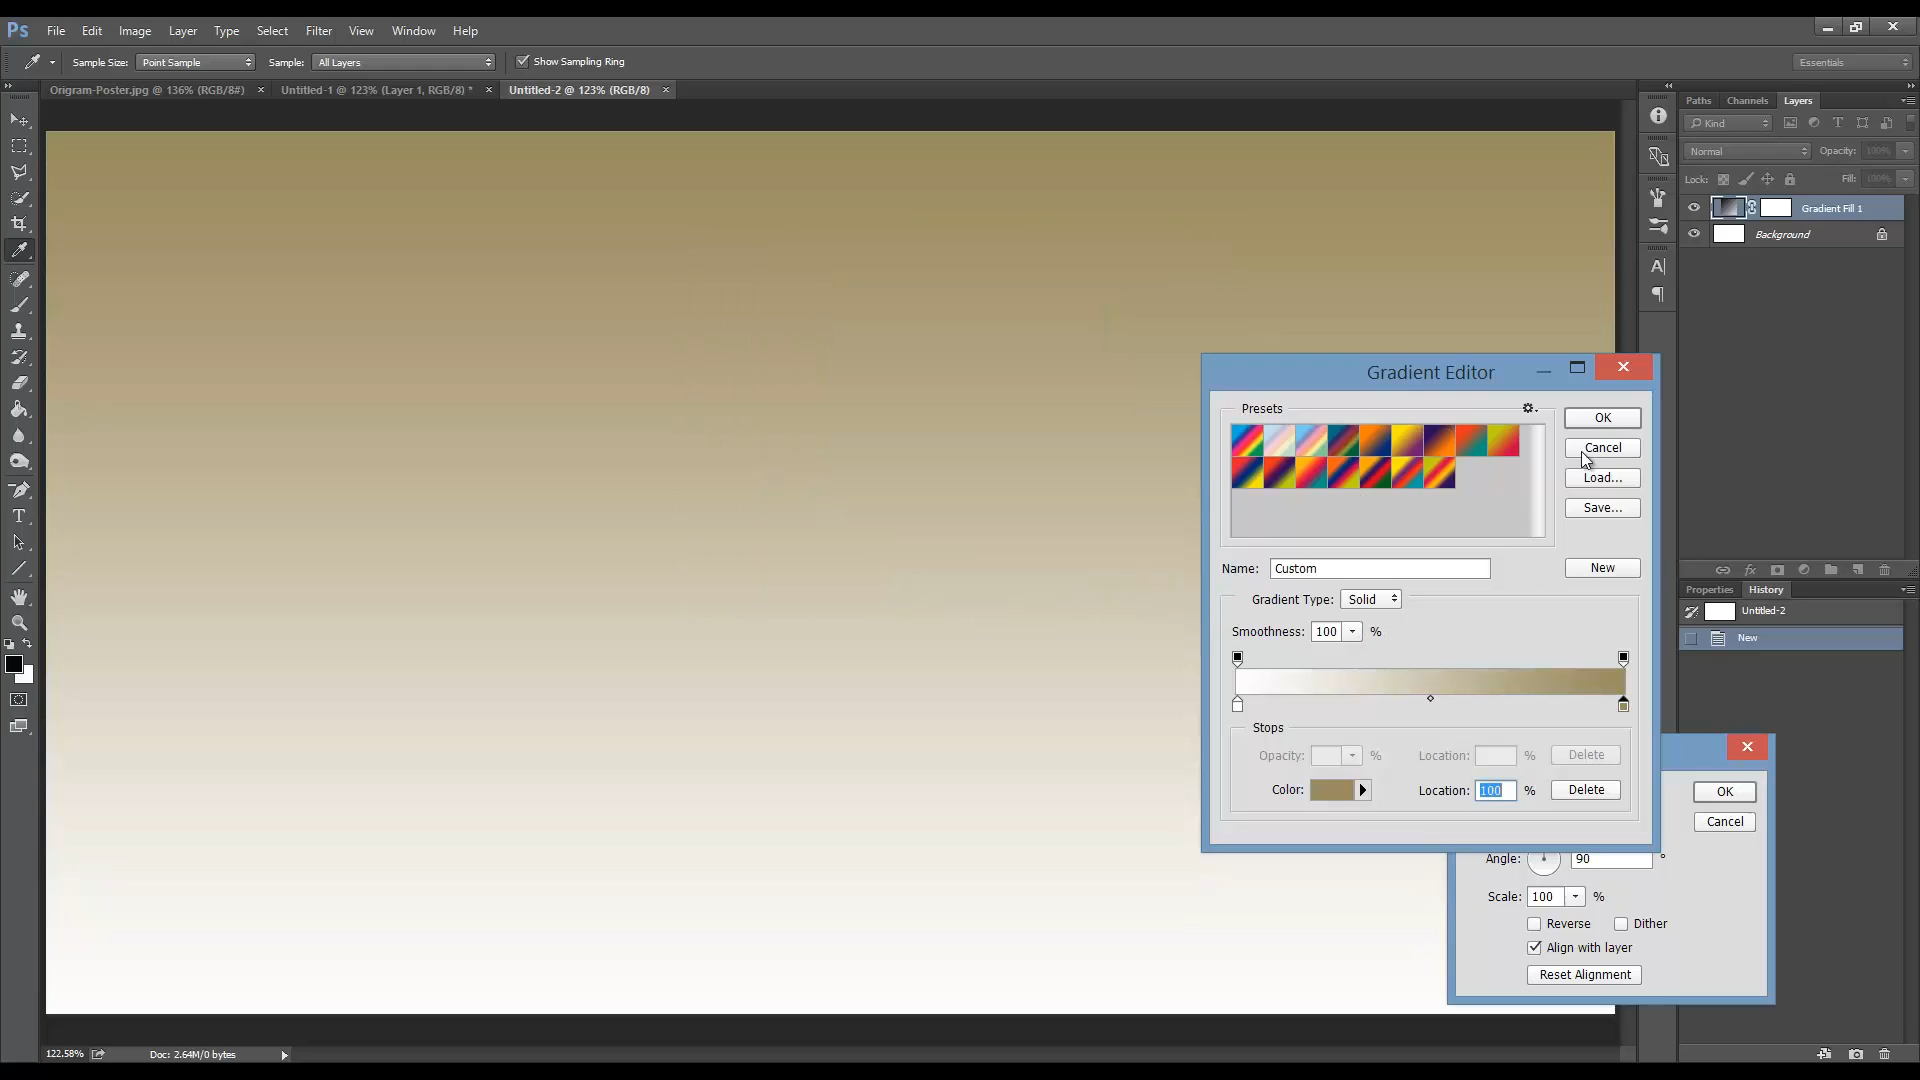 Ps File Edit Image Layer Type Select Filter View Window Help
Sample Size: Point Sample Sample: All Layers Show Sampling Ring Essentials
Origram-Poster.jpg @ 136% (RGB/8#) Untitled-1 @ 123% (Layer 1, RGB/8) * Untitled-2 @ 123% (RGB/8)
Paths Channels Layers
Kind
Normal Opacity: 100%
Lock: Fill: 100%
Gradient Fill 1
Background
Gradient Editor
Presets
OK
Cancel
Load...
Save...
Name: Custom New
Gradient Type: Solid
Smoothness: 100 %
Stops
Opacity: % Location: % Delete
Color: Location: 100 % Delete
Properties History
Untitled-2
New
OK
Cancel
Angle: 90 °
Scale: 100 %
Reverse Dither
Align with layer
Reset Alignment
122.58% Doc: 2.64M/0 bytes